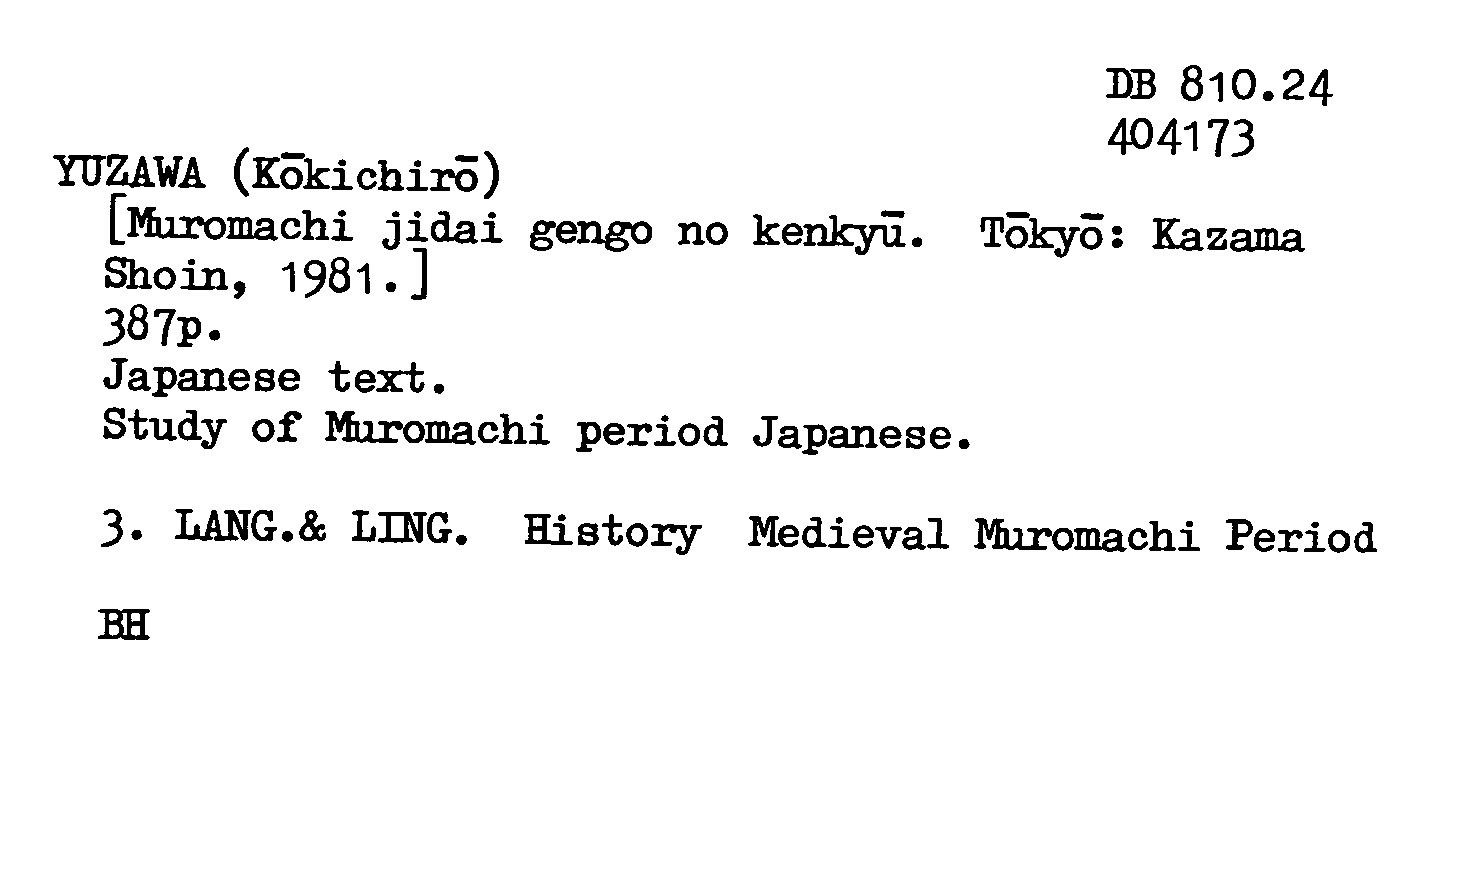 DB 810.24
404173
YUZAWA (Kōkichirō)
[Muromachi jidai gengo no kenkyū. Tōkyō: Kazama
Shoin, 1981.]
387p.
Japanese text.
Study of Muromachi period Japanese.
3. LANG.& LING. History Medieval Muromachi Period
BH